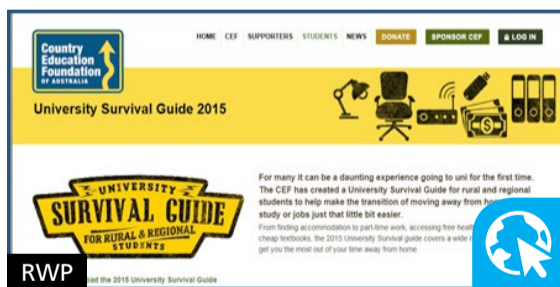 Country
Education
Foundation
OF AUSTRALIA
HOME CEF SUPPORTERS STUDENTS NEWS DONATE SPONSOR CEF LOG IN
University Survival Guide 2015
UNIVERSITY
SURVIVAL GUIDE
FOR RURAL & REGIONAL
STUDENTS
For many it can be a daunting experience going to uni for the first time.
The CEF has created a University Survival Guide for rural and regional
students to help make the transition of moving away from
study or jobs just that little bit easier.
From finding accommodation to part-time work, accessing free
cheap textbooks, the 2015 University Survival guide covers a wide
get you the most out of your time away from home
RWP
the 2015 University Survival Guide